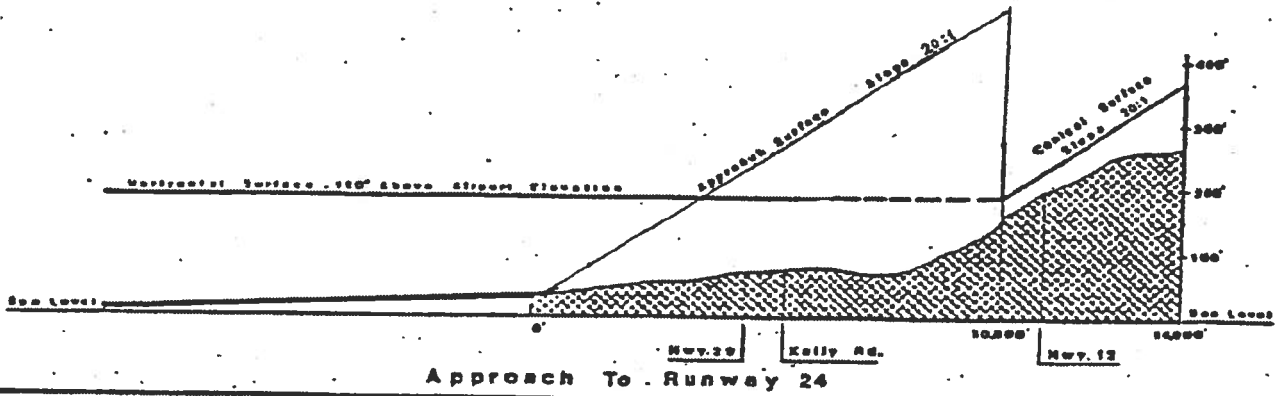 Approach Surface Slope 20:1
400'
Conical Surface
Slope 20:1
300'
Horizontal Surface - 150' Above Airport Elevation
200'
100'
Sea Level
Sea Level
0'
10,000'
14,000'
Hwy. 20
Kelly Rd.
Hwy. 12
Approach To Runway 24